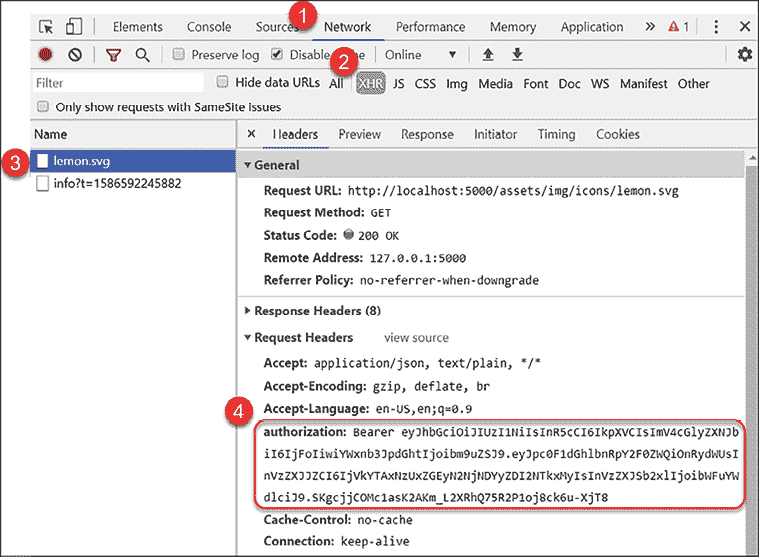 1
Elements Console Sources Network Performance Memory Application » 1
Preserve log Disable Online
2
Filter Hide data URLs All XHR JS CSS Img Media Font Doc WS Manifest Other
Only show requests with SameSite issues
Name × Headers Preview Response Initiator Timing Cookies
3 lemon.svg
info?t=1586592245882
General
Request URL: http://localhost:5000/assets/img/icons/lemon.svg
Request Method: GET
Status Code: 200 OK
Remote Address: 127.0.0.1:5000
Referrer Policy: no-referrer-when-downgrade
Response Headers (8)
Request Headers view source
Accept: application/json, text/plain, */*
Accept-Encoding: gzip, deflate, br
Accept-Language: en-US,en;q=0.9
4
authorization: Bearer eyJhbGciOiJIUzI1NiIsInR5cCI6IkpXVCIsImV4cGlyZXNJb
iI6IjFoIiwiYWxnb3JpdGhtIjoibm9uZSJ9.eyJpc0F1dGhlbnRpY2F0ZWQiOnRydWUsI
nVzZXJJZCI6IjVkYTAxNzUxZGEyN2NjNDYyZDI2NTkxMyIsInVzZXJSb2xlIjoibWFuYW
dlciJ9.SKgcjjCOMc1asK2AKm_L2XRhQ75R2P1oj8ck6u-XjT8
Cache-Control: no-cache
Connection: keep-alive